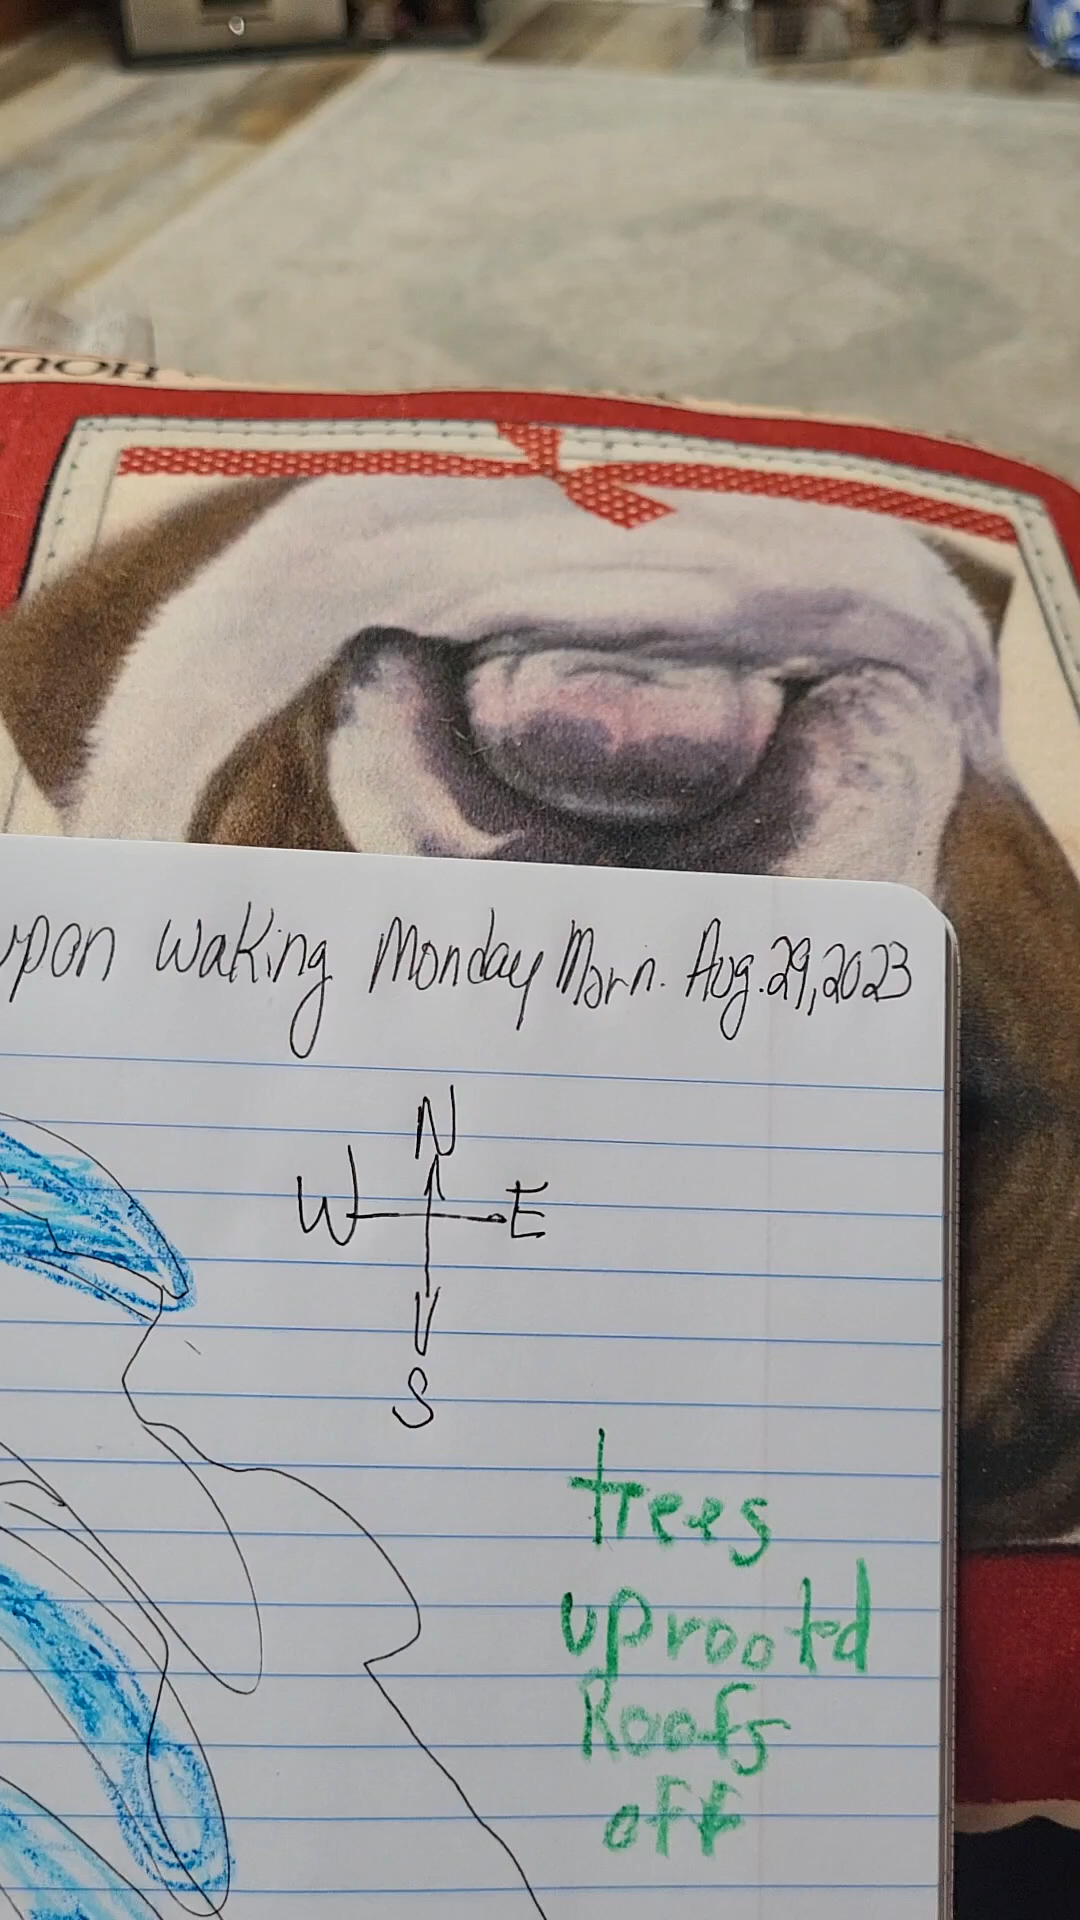 upon waking Monday Morn. Aug.29,2023
N
W E
S
trees
uprooted
Roofs
off